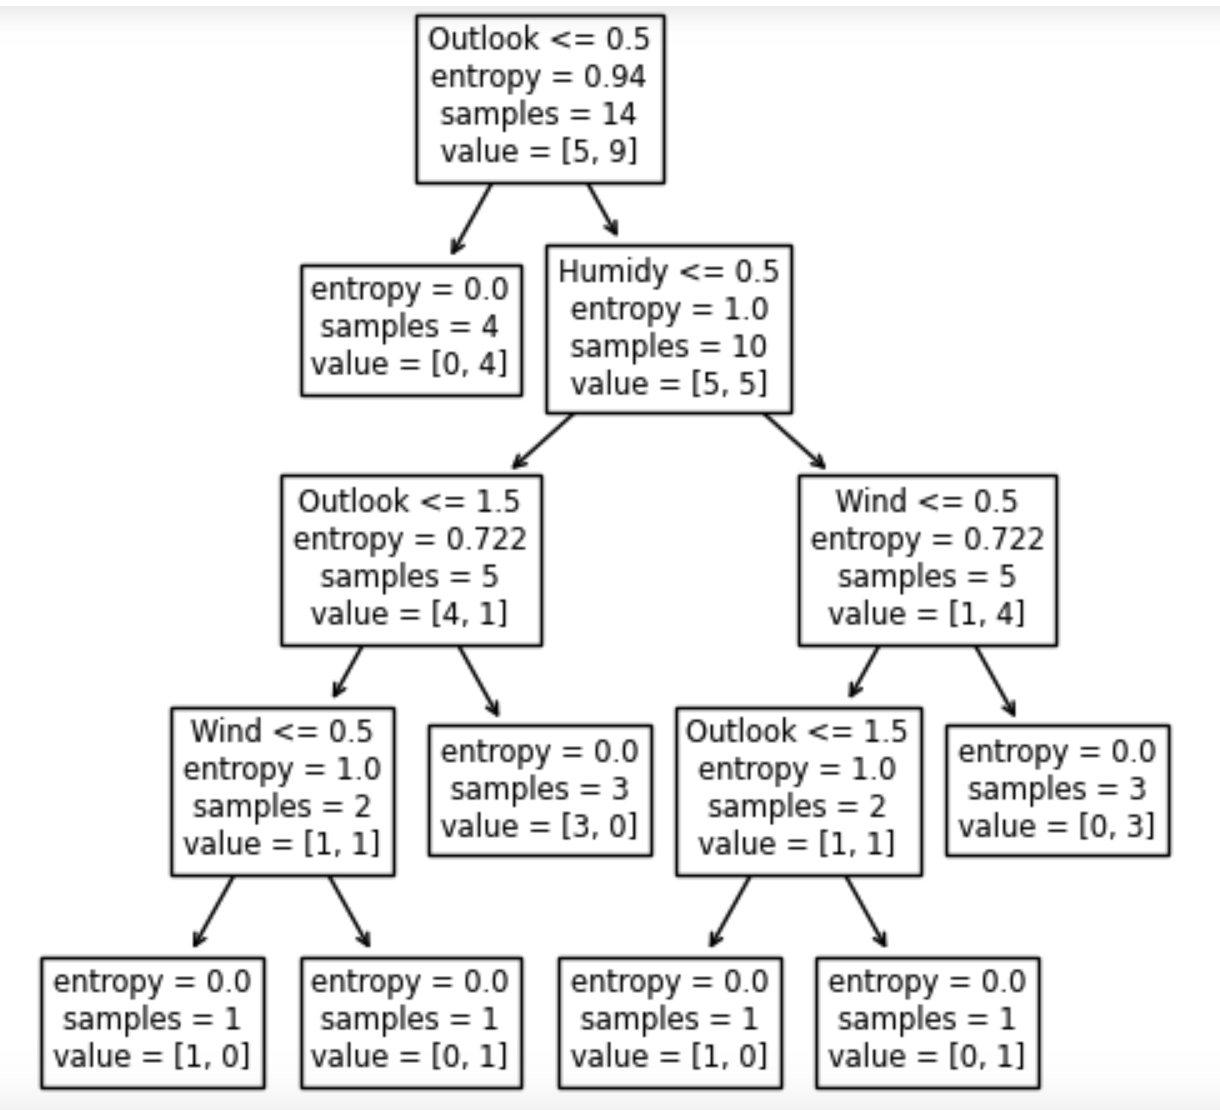 Outlook <= 0.5
entropy = 0.94
samples = 14
value = [5, 9]
entropy = 0.0
samples = 4
value = [0, 4]
Humidy <= 0.5
entropy = 1.0
samples = 10
value = [5, 5]
Outlook <= 1.5
entropy = 0.722
samples = 5
value = [4, 1]
Wind <= 0.5
entropy = 0.722
samples = 5
value = [1, 4]
Wind <= 0.5
entropy = 1.0
samples = 2
value = [1, 1]
entropy = 0.0
samples = 3
value = [3, 0]
Outlook <= 1.5
entropy = 1.0
samples = 2
value = [1, 1]
entropy = 0.0
samples = 3
value = [0, 3]
entropy = 0.0
samples = 1
value = [1, 0]
entropy = 0.0
samples = 1
value = [0, 1]
entropy = 0.0
samples = 1
value = [1, 0]
entropy = 0.0
samples = 1
value = [0, 1]